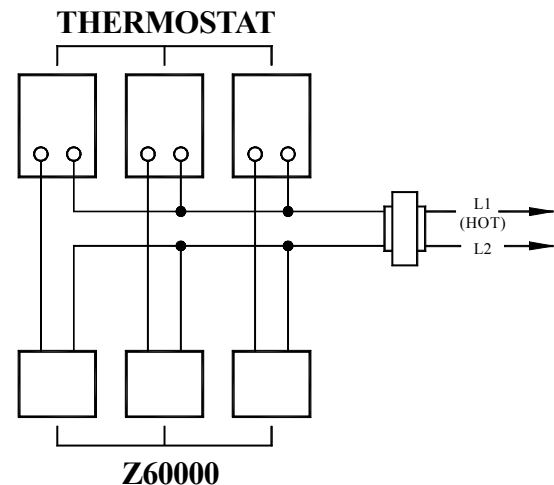 THERMOSTAT
L1
(HOT)
L2
Z60000